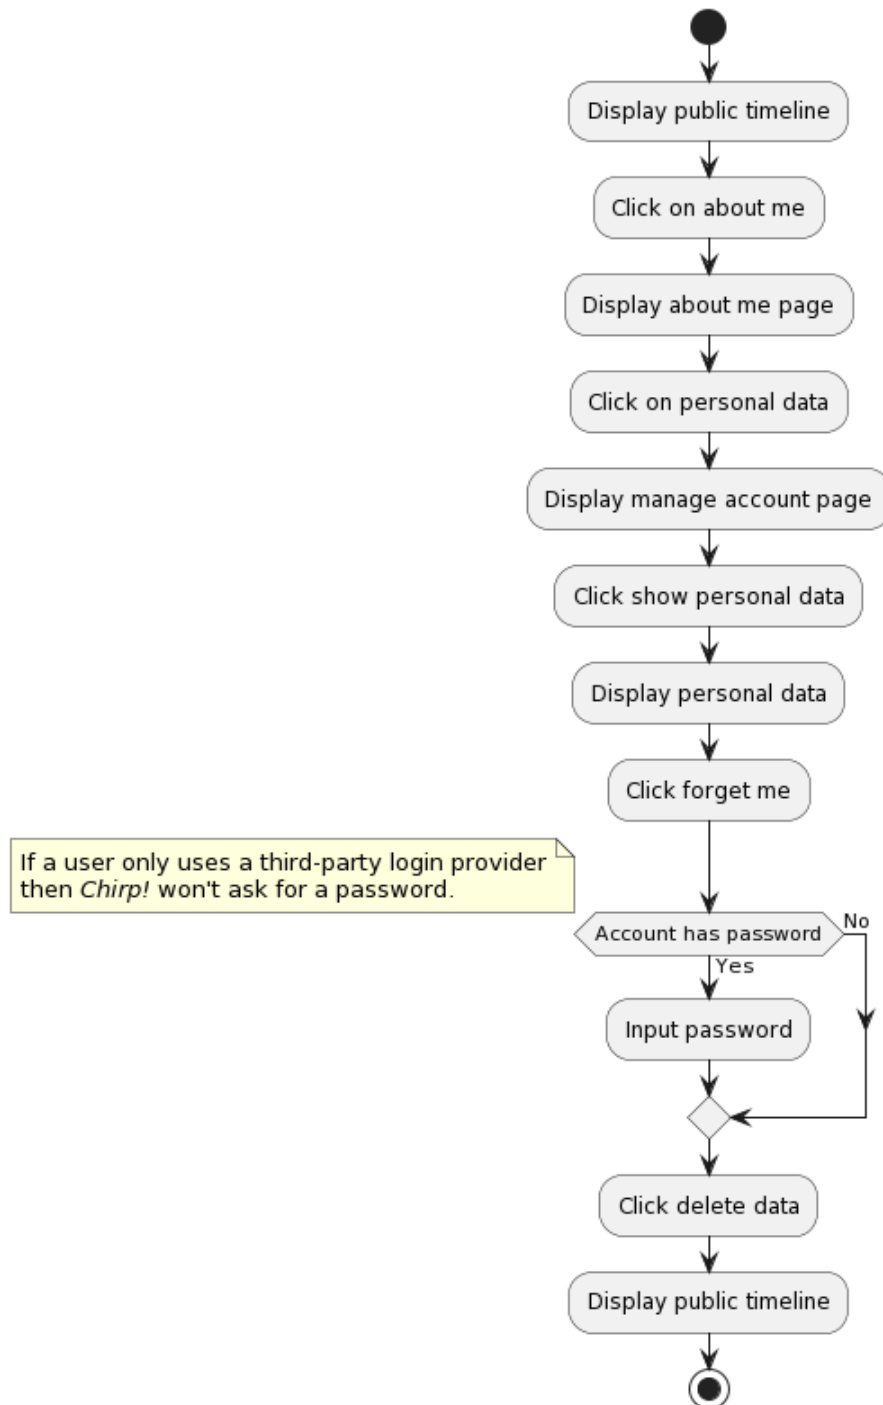 Display public timeline
Click on about me
Display about me page
Click on personal data
Display manage account page
Click show personal data
Display personal data
Click forget me
If a user only uses a third-party login provider
then Chirp! won't ask for a password.
Account has password
No
Yes
Input password
Click delete data
Display public timeline